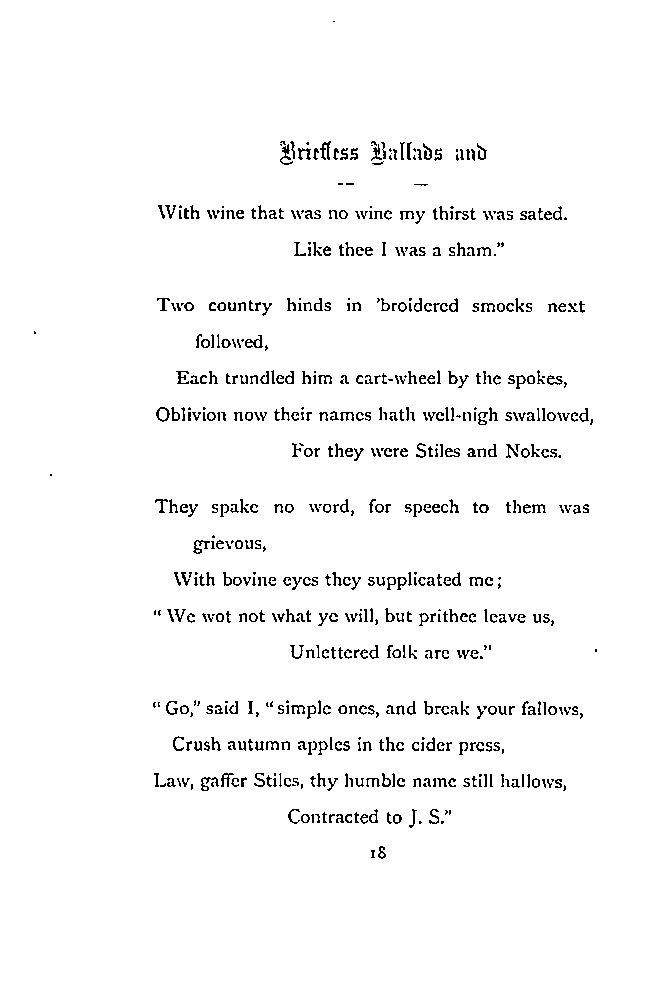 Briefless Ballads and
With wine that was no wine my thirst was sated.
Like thee I was a sham.”
Two country hinds in ’broidered smocks next
followed,
Each trundled him a cart-wheel by the spokes,
Oblivion now their names hath well-nigh swallowed,
For they were Stiles and Nokes.
They spake no word, for speech to them was
grievous,
With bovine eyes they supplicated me;
“We wot not what ye will, but prithee leave us,
Unlettered folk are we.”
“Go,” said I, “simple ones, and break your fallows,
Crush autumn apples in the cider press,
Law, gaffer Stiles, thy humble name still hallows,
Contracted to J. S.”
18